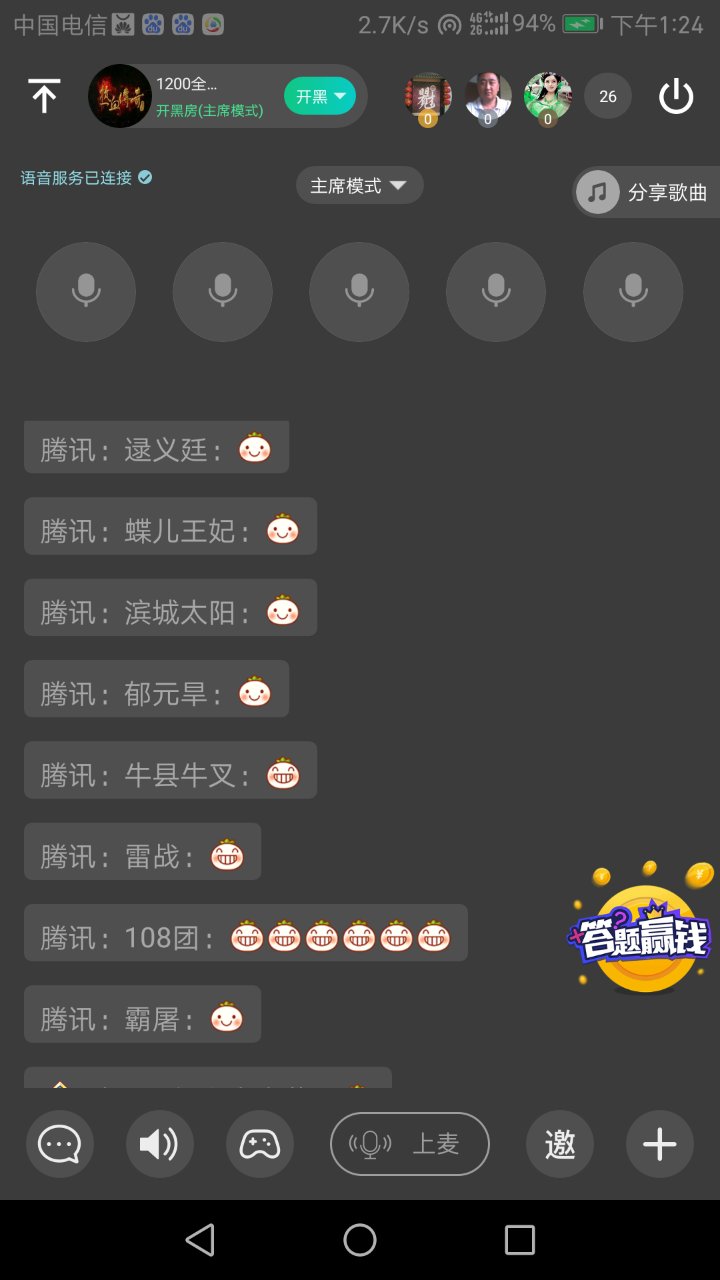 中国电信
2.7K/s 4G 2G 94% 下午1:24
1200全...
开黑房(主席模式)
开黑
0
0
0
26
语音服务已连接
主席模式
分享歌曲
腾讯：逯义廷：
腾讯：蝶儿王妃：
腾讯：滨城太阳：
腾讯：郁元旱：
腾讯：牛县牛叉：
腾讯：雷战：
腾讯：108团：
答题赢钱
腾讯：霸屠：
上麦
邀